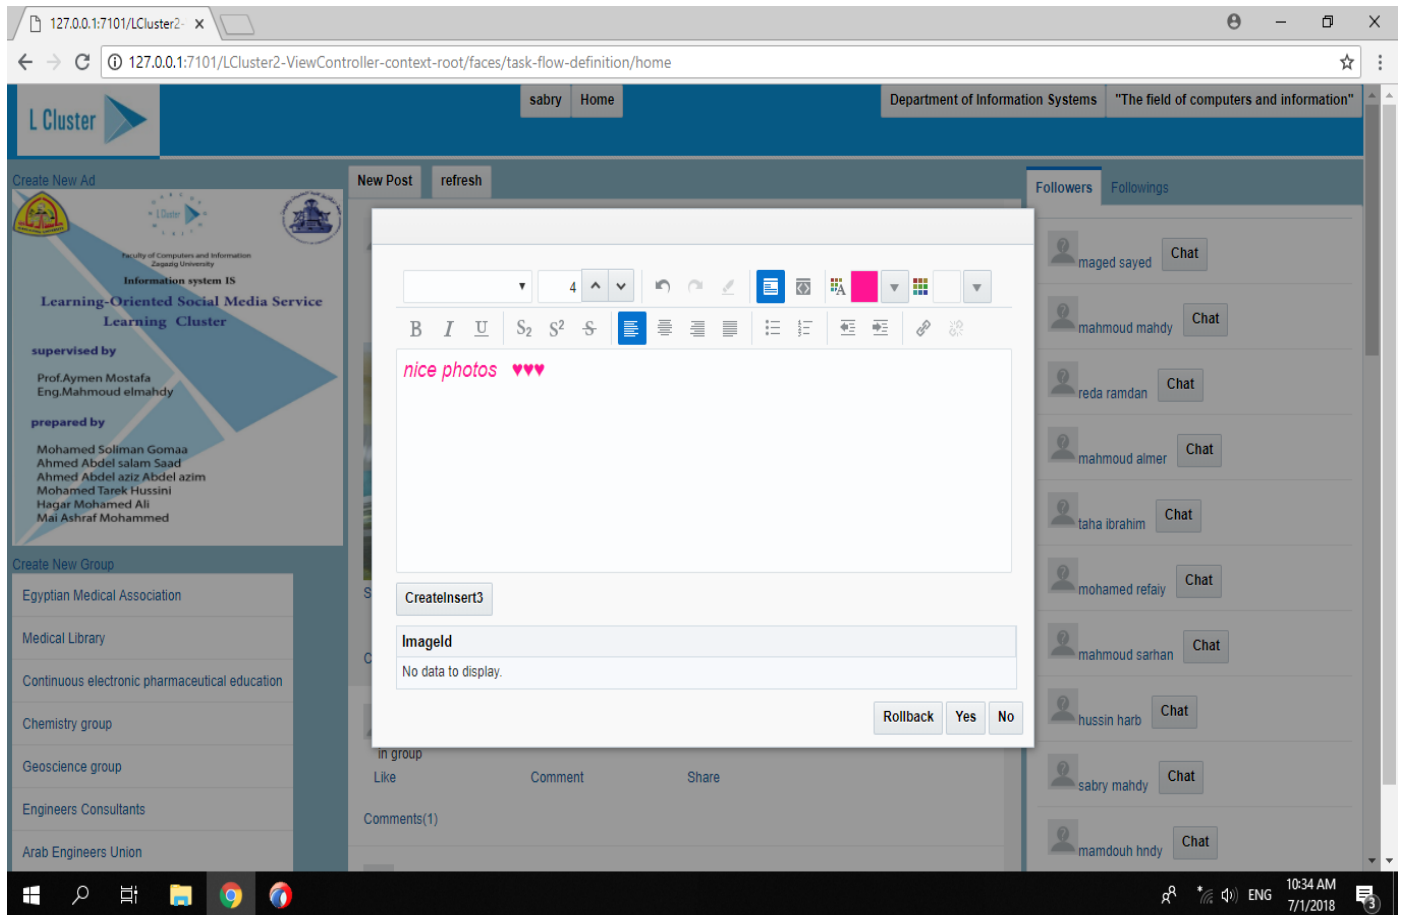 127.0.0.1:7101/LCluster2-
127.0.0.1:7101/LCluster2-ViewController-context-root/faces/task-flow-definition/home
L Cluster
sabry Home
Department of Information Systems "The field of computers and information"
Create New Ad
L Cluster
Faculty of Computers and Information
Zagazig University
Information system IS
Learning-Oriented Social Media Service
Learning Cluster
supervised by
Prof.Aymen Mostafa
Eng.Mahmoud elmahdy
prepared by
Mohamed Soliman Gomaa
Ahmed Abdel salam Saad
Ahmed Abdel aziz Abdel azim
Mohamed Tarek Hussini
Hagar Mohamed Ali
Mai Ashraf Mohammed
Create New Group
Egyptian Medical Association
Medical Library
Continuous electronic pharmaceutical education
Chemistry group
Geoscience group
Engineers Consultants
Arab Engineers Union
New Post refresh
4
B I U S2 S2 S
nice photos ♥♥♥
CreateInsert3
ImageId
No data to display.
Rollback Yes No
in group
Like Comment Share
Comments(1)
Followers Followings
maged sayed Chat
mahmoud mahdy Chat
reda ramdan Chat
mahmoud almer Chat
taha ibrahim Chat
mohamed refaiy Chat
mahmoud sarhan Chat
hussin harb Chat
sabry mahdy Chat
mamdouh hndy Chat
ENG
10:34 AM
7/1/2018
3